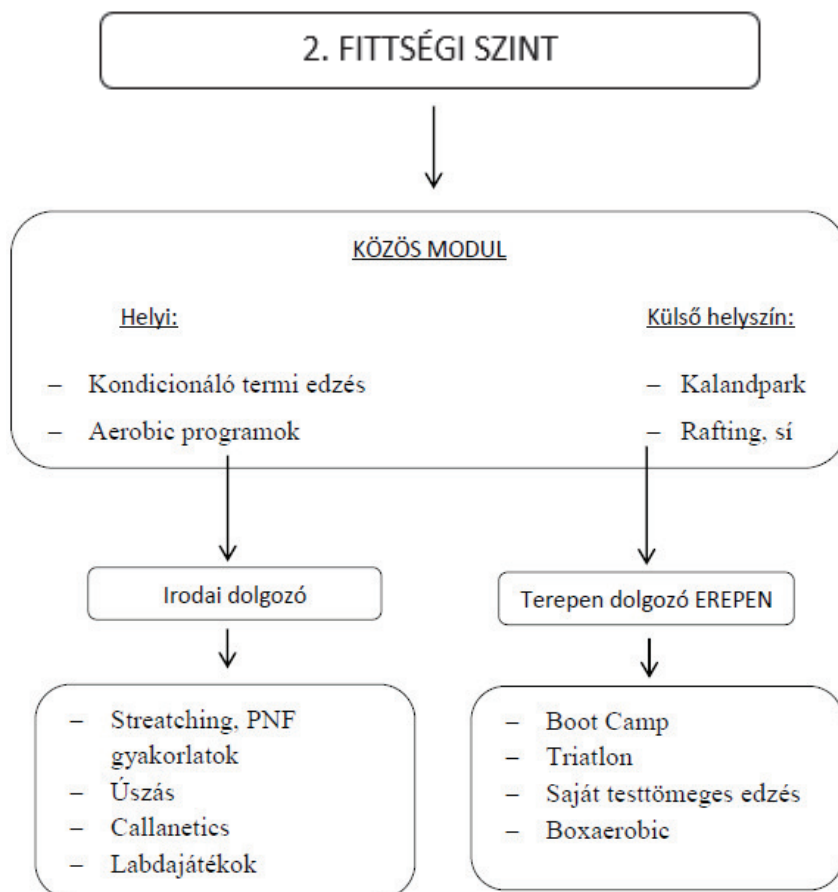 2. FITTSÉGI SZINT
KÖZÖS MODUL
Helyi:
– Kondicionáló termi edzés
– Aerobic programok
Külső helyszín:
– Kalandpark
– Rafting, sí
Irodai dolgozó
– Streatching, PNF
gyakorlatok
– Úszás
– Callanetics
– Labdajátékok
Terepen dolgozó EREPEN
– Boot Camp
– Triatlon
– Saját testtömeges edzés
– Boxaerobic